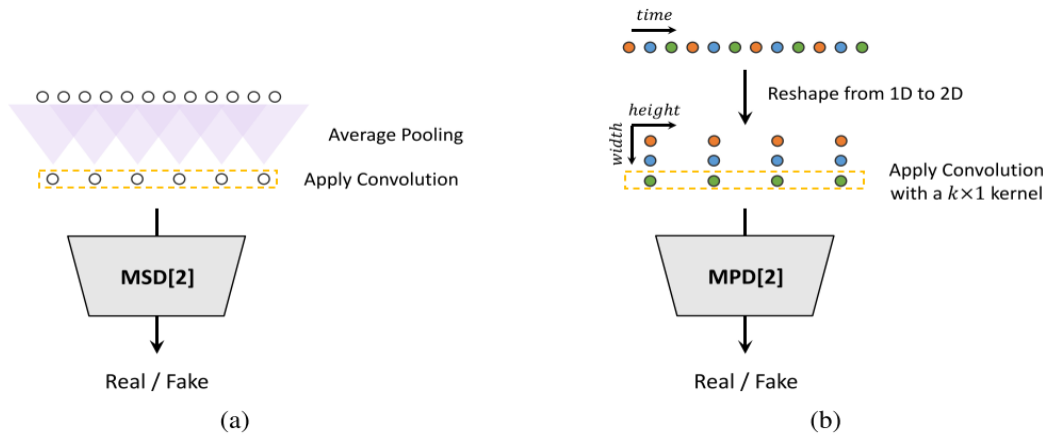 Average Pooling
Apply Convolution
MSD[2]
Real / Fake
(a)
time
Reshape from 1D to 2D
height
width
Apply Convolution
with a k×1 kernel
MPD[2]
Real / Fake
(b)